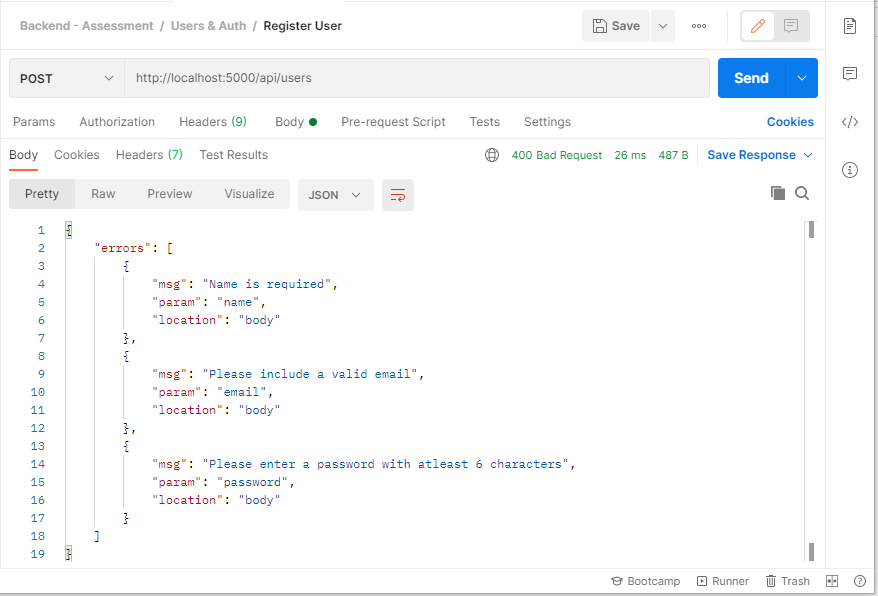 Backend - Assessment / Users & Auth / Register User Save
POST http://localhost:5000/api/users Send
Params Authorization Headers (9) Body Pre-request Script Tests Settings Cookies
Body Cookies Headers (7) Test Results 400 Bad Request 26 ms 487 B Save Response
Pretty Raw Preview Visualize JSON
1 {
2 "errors": [
3 {
4 "msg": "Name is required",
5 "param": "name",
6 "location": "body"
7 },
8 {
9 "msg": "Please include a valid email",
10 "param": "email",
11 "location": "body"
12 },
13 {
14 "msg": "Please enter a password with atleast 6 characters",
15 "param": "password",
16 "location": "body"
17 }
18 ]
19 }
Bootcamp Runner Trash